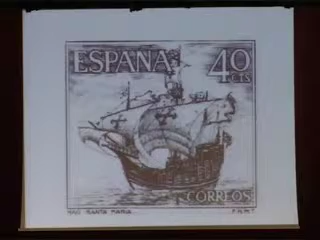 ESPAÑA 40
CTS
CORREOS
NAO SANTA MARIA F.N.M.T.